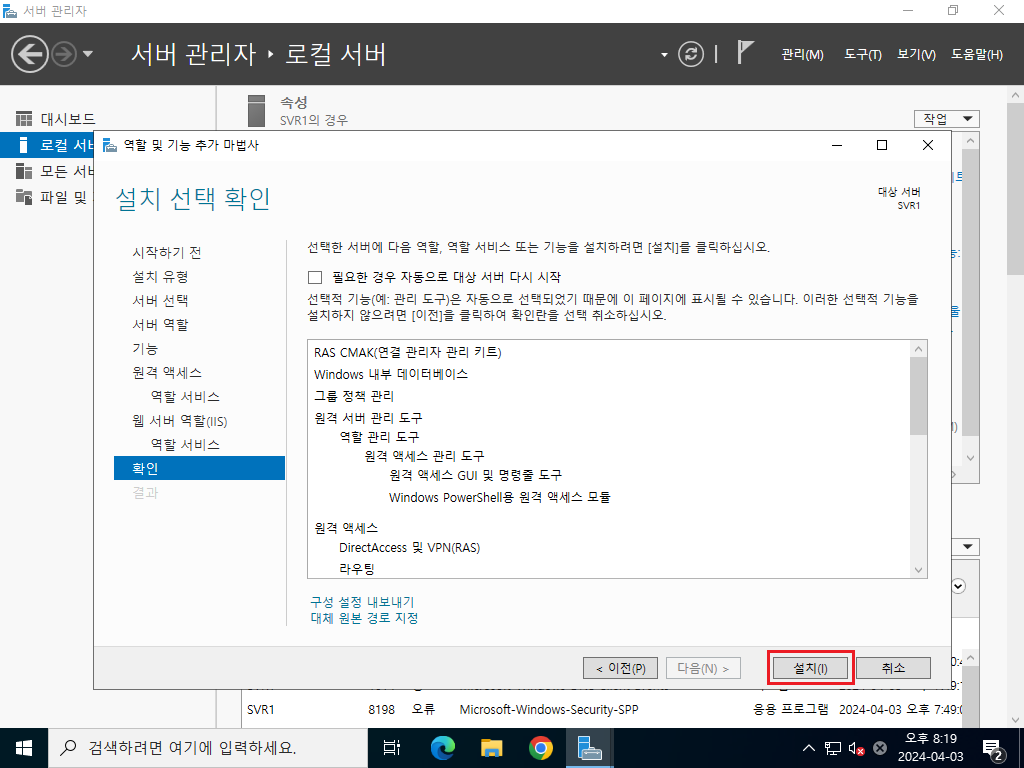 서버 관리자
서버 관리자 ‣ 로컬 서버
관리(M) 도구(T) 보기(V) 도움말(H)
대시보드
로컬 서버
모든 서버
파일 및
속성
SVR1의 경우
작업
역할 및 기능 추가 마법사
설치 선택 확인
대상 서버
SVR1
시작하기 전
설치 유형
서버 선택
서버 역할
기능
원격 액세스
역할 서비스
웹 서버 역할(IIS)
역할 서비스
확인
결과
선택한 서버에 다음 역할, 역할 서비스 또는 기능을 설치하려면 [설치]를 클릭하십시오.
필요한 경우 자동으로 대상 서버 다시 시작
선택적 기능(예: 관리 도구)은 자동으로 선택되었기 때문에 이 페이지에 표시될 수 있습니다. 이러한 선택적 기능을
설치하지 않으려면 [이전]을 클릭하여 확인란을 선택 취소하십시오.
RAS CMAK(연결 관리자 관리 키트)
Windows 내부 데이터베이스
그룹 정책 관리
원격 서버 관리 도구
역할 관리 도구
원격 액세스 관리 도구
원격 액세스 GUI 및 명령줄 도구
Windows PowerShell용 원격 액세스 모듈
원격 액세스
DirectAccess 및 VPN(RAS)
라우팅
구성 설정 내보내기
대체 원본 경로 지정
< 이전(P) 다음(N) > 설치(I) 취소
SVR1 8198 오류 Microsoft-Windows-Security-SPP 응용 프로그램 2024-04-03 오후 7:49:0
검색하려면 여기에 입력하세요.
오후 8:19
2024-04-03
2